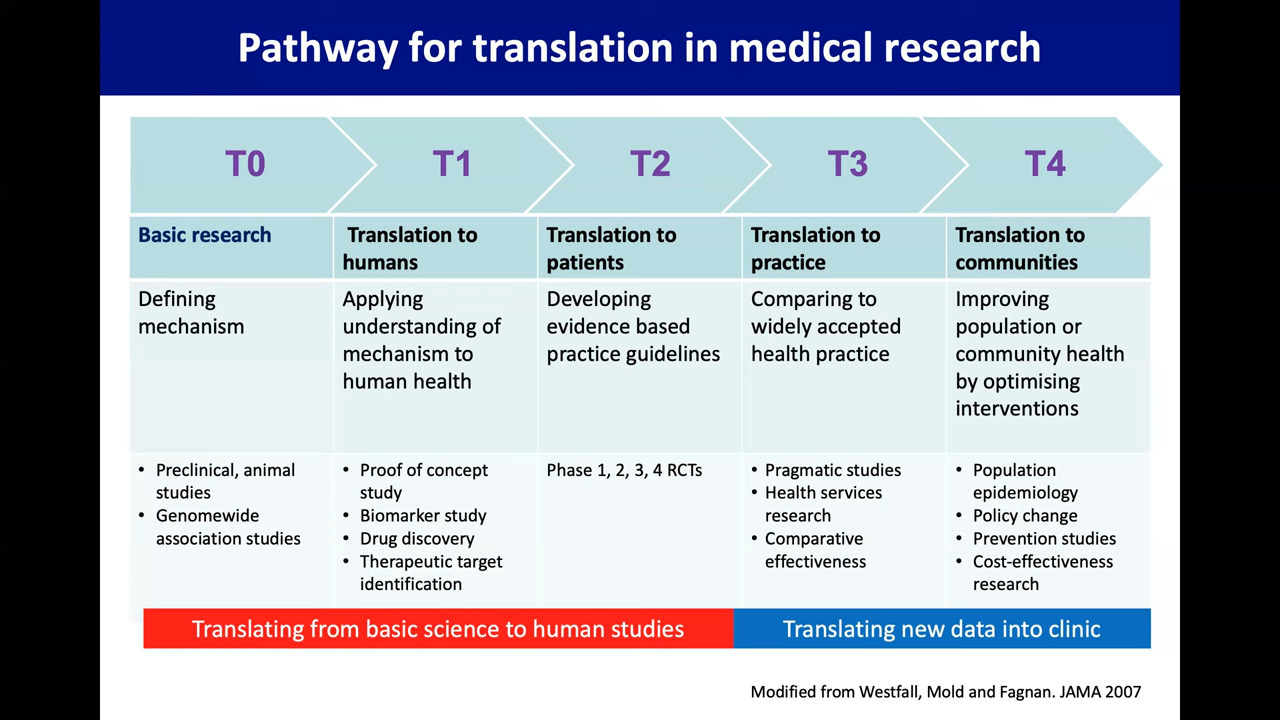 Pathway for translation in medical research
T0
T1
T2
T3
T4
Basic research
Translation to
humans
Translation to
patients
Translation to
practice
Translation to
communities
Defining
mechanism
Applying
understanding of
mechanism to
human health
Developing
evidence based
practice guidelines
Comparing to
widely accepted
health practice
Improving
population or
community health
by optimising
interventions
• Preclinical, animal
studies
• Genomewide
association studies
• Proof of concept
study
• Biomarker study
• Drug discovery
• Therapeutic target
identification
Phase 1, 2, 3, 4 RCTs
• Pragmatic studies
• Health services
research
• Comparative
effectiveness
• Population
epidemiology
• Policy change
• Prevention studies
• Cost-effectiveness
research
Translating from basic science to human studies
Translating new data into clinic
Modified from Westfall, Mold and Fagnan. JAMA 2007